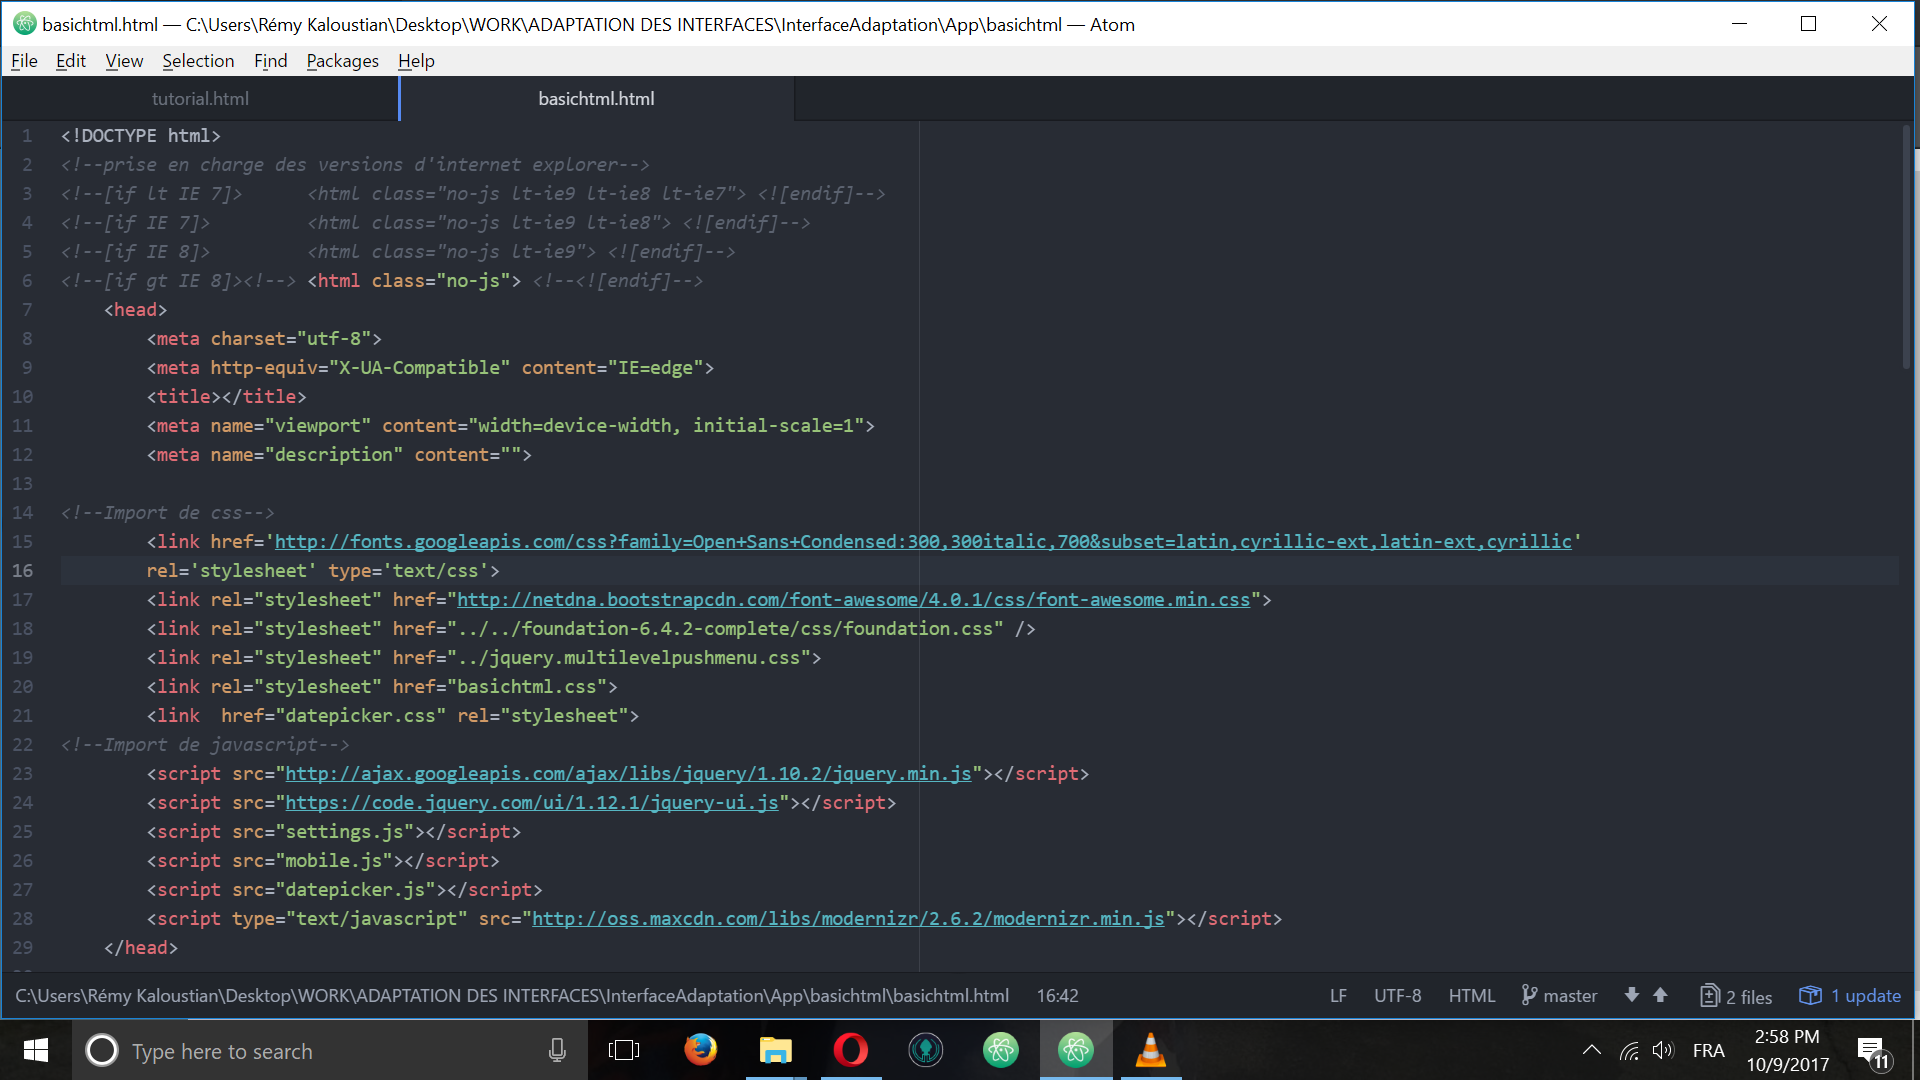 basichtml.html — C:\Users\Rémy Kaloustian\Desktop\WORK\ADAPTATION DES INTERFACES\InterfaceAdaptation\App\basichtml — Atom
File Edit View Selection Find Packages Help
tutorial.html basichtml.html
1 <!DOCTYPE html>
2 <!--prise en charge des versions d'internet explorer-->
3 <!--[if lt IE 7]>      <html class="no-js lt-ie9 lt-ie8 lt-ie7"> <![endif]-->
4 <!--[if IE 7]>         <html class="no-js lt-ie9 lt-ie8"> <![endif]-->
5 <!--[if IE 8]>         <html class="no-js lt-ie9"> <![endif]-->
6 <!--[if gt IE 8]><!--> <html class="no-js"> <!--<![endif]-->
7     <head>
8         <meta charset="utf-8">
9         <meta http-equiv="X-UA-Compatible" content="IE=edge">
10         <title></title>
11         <meta name="viewport" content="width=device-width, initial-scale=1">
12         <meta name="description" content="">
13
14 <!--Import de css-->
15         <link href='http://fonts.googleapis.com/css?family=Open+Sans+Condensed:300,300italic,700&subset=latin,cyrillic-ext,latin-ext,cyrillic'
16         rel='stylesheet' type='text/css'>
17         <link rel="stylesheet" href="http://netdna.bootstrapcdn.com/font-awesome/4.0.1/css/font-awesome.min.css">
18         <link rel="stylesheet" href="../../foundation-6.4.2-complete/css/foundation.css" />
19         <link rel="stylesheet" href="../jquery.multilevelpushmenu.css">
20         <link rel="stylesheet" href="basichtml.css">
21         <link  href="datepicker.css" rel="stylesheet">
22 <!--Import de javascript-->
23         <script src="http://ajax.googleapis.com/ajax/libs/jquery/1.10.2/jquery.min.js"></script>
24         <script src="https://code.jquery.com/ui/1.12.1/jquery-ui.js"></script>
25         <script src="settings.js"></script>
26         <script src="mobile.js"></script>
27         <script src="datepicker.js"></script>
28         <script type="text/javascript" src="http://oss.maxcdn.com/libs/modernizr/2.6.2/modernizr.min.js"></script>
29     </head>
C:\Users\Rémy Kaloustian\Desktop\WORK\ADAPTATION DES INTERFACES\InterfaceAdaptation\App\basichtml\basichtml.html 16:42 LF UTF-8 HTML master 2 files 1 update
Type here to search FRA 2:58 PM
10/9/2017 11